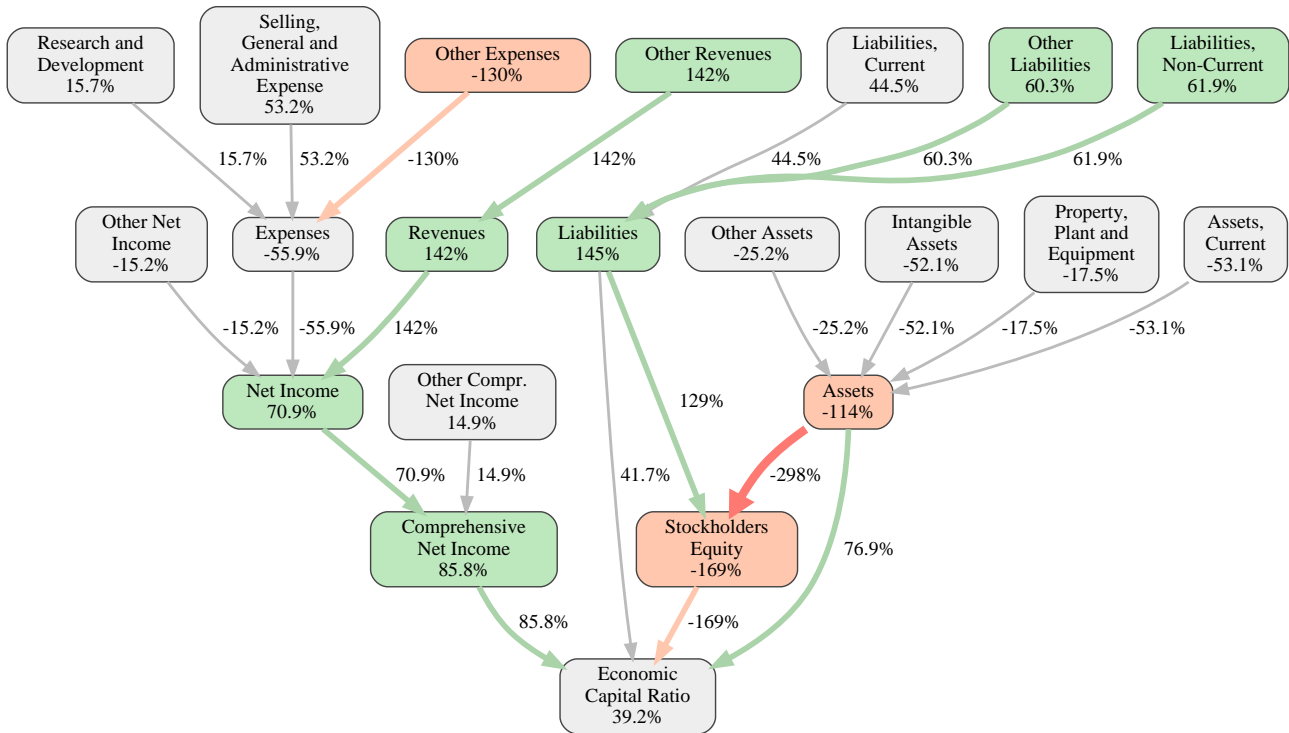 Research and
Development
15.7%
Selling,
General and
Administrative
Expense
53.2%
Other Expenses
-130%
Other Revenues
142%
Liabilities,
Current
44.5%
Other
Liabilities
60.3%
Liabilities,
Non-Current
61.9%
15.7%
53.2%
-130%
142%
44.5%
60.3%
61.9%
Other Net
Income
-15.2%
Expenses
-55.9%
Revenues
142%
Liabilities
145%
Other Assets
-25.2%
Intangible
Assets
-52.1%
Property,
Plant and
Equipment
-17.5%
Assets,
Current
-53.1%
-15.2%
-55.9%
142%
-25.2%
-52.1%
-17.5%
-53.1%
Net Income
70.9%
Other Compr.
Net Income
14.9%
129%
Assets
-114%
70.9%
14.9%
41.7%
-298%
Comprehensive
Net Income
85.8%
Stockholders
Equity
-169%
76.9%
85.8%
-169%
Economic
Capital Ratio
39.2%